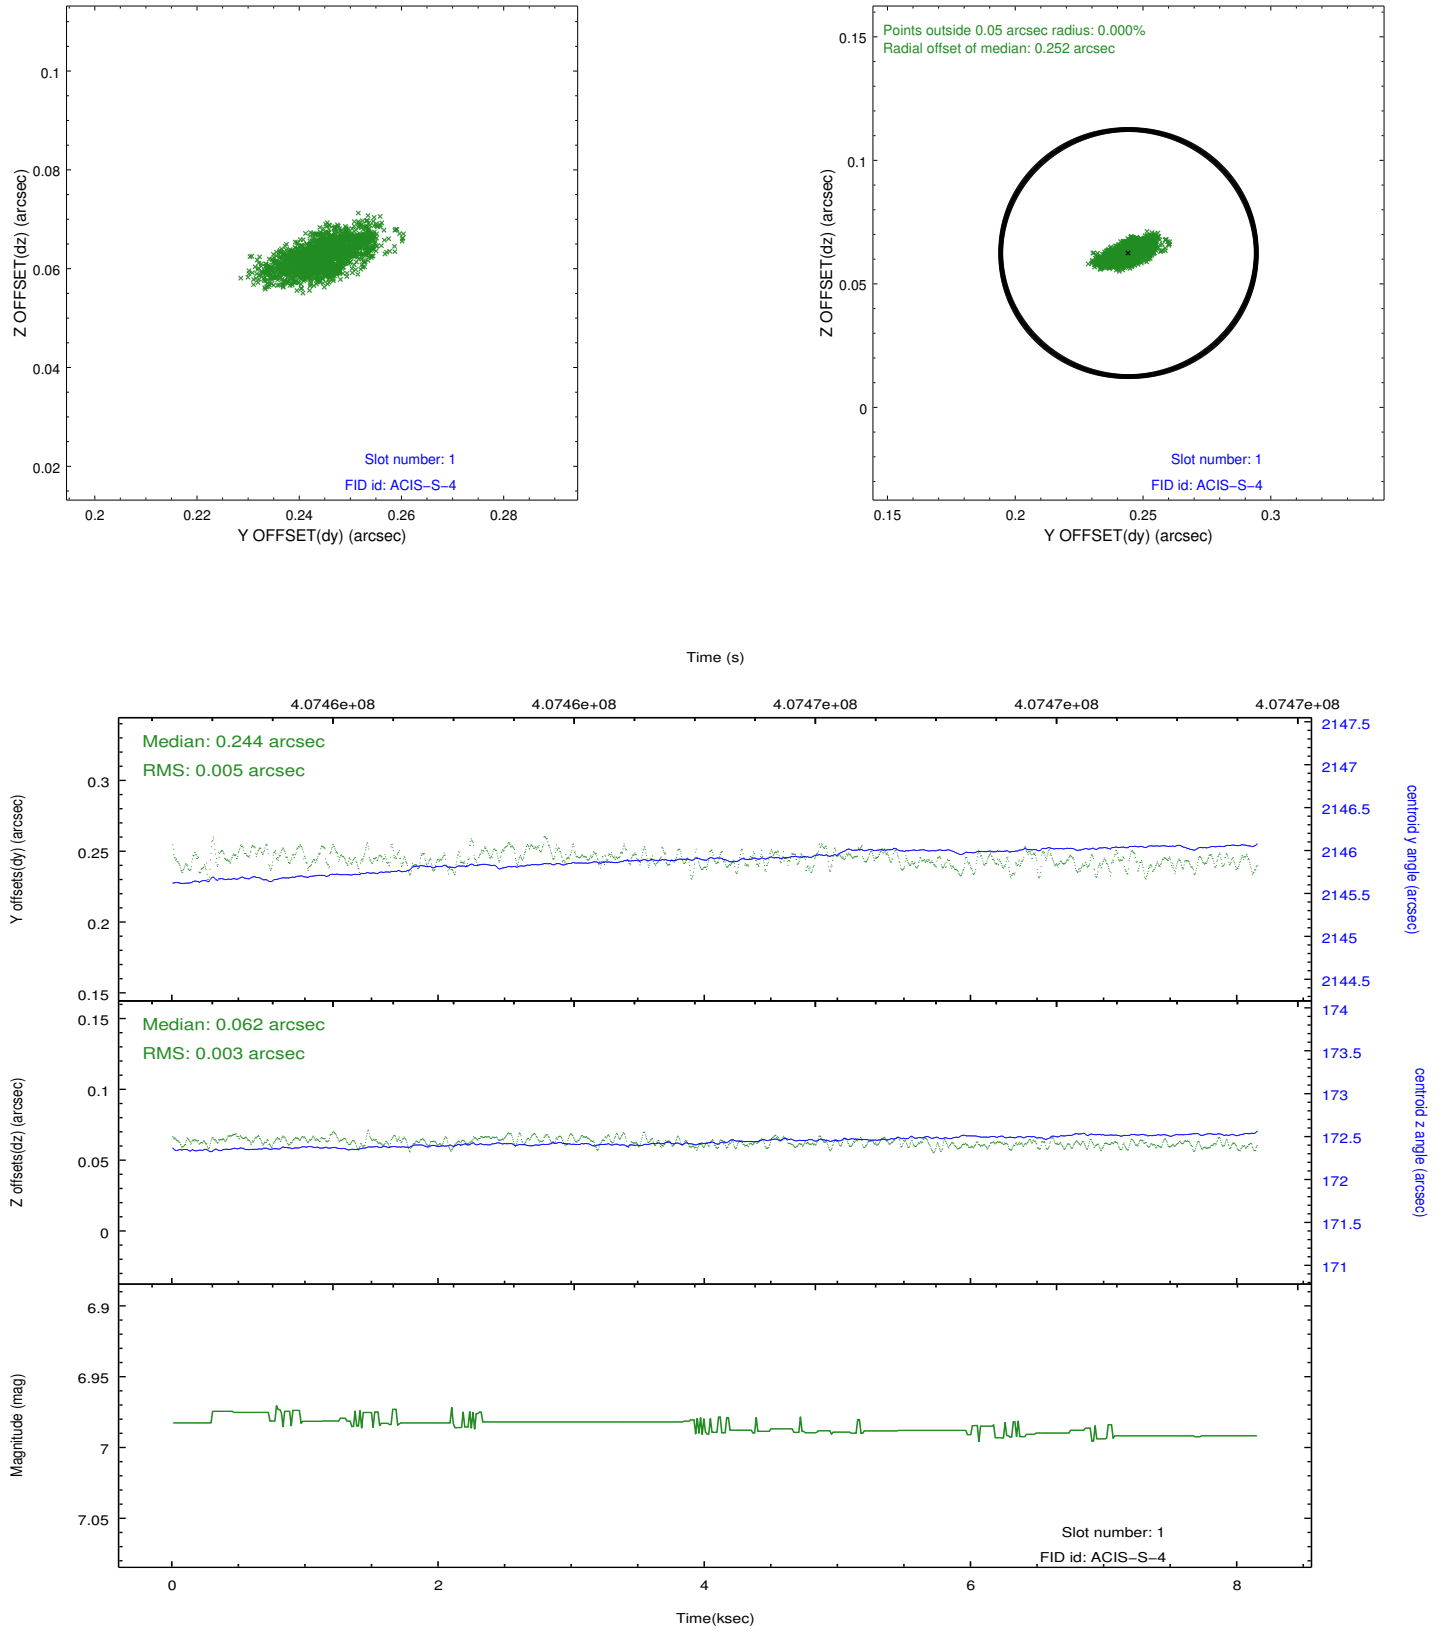 0.1
0.08
0.06
0.04
0.02
Z OFFSET(dz) (arcsec)
Slot number: 1
FID id: ACIS−S−4
0.2 0.22 0.24 0.26 0.28
Y OFFSET(dy) (arcsec)
Points outside 0.05 arcsec radius: 0.000%
Radial offset of median: 0.252 arcsec
0.15
0.1
0.05
0
Z OFFSET(dz) (arcsec)
Slot number: 1
FID id: ACIS−S−4
0.15 0.2 0.25 0.3
Y OFFSET(dy) (arcsec)
Time (s)
4.0746e+08 4.0746e+08 4.0747e+08 4.0747e+08 4.0747e+08
Median: 0.244 arcsec
RMS: 0.005 arcsec
0.3
0.25
0.2
0.15
Y offsets(dy) (arcsec)
2147.5
2147
2146.5
2146
2145.5
2145
2144.5
centroid y angle (arcsec)
Median: 0.062 arcsec
RMS: 0.003 arcsec
0.15
0.1
0.05
0
Z offsets(dz) (arcsec)
174
173.5
173
172.5
172
171.5
171
centroid z angle (arcsec)
6.9
6.95
7
7.05
Magnitude (mag)
Slot number: 1
FID id: ACIS−S−4
0 2 4 6 8
Time(ksec)